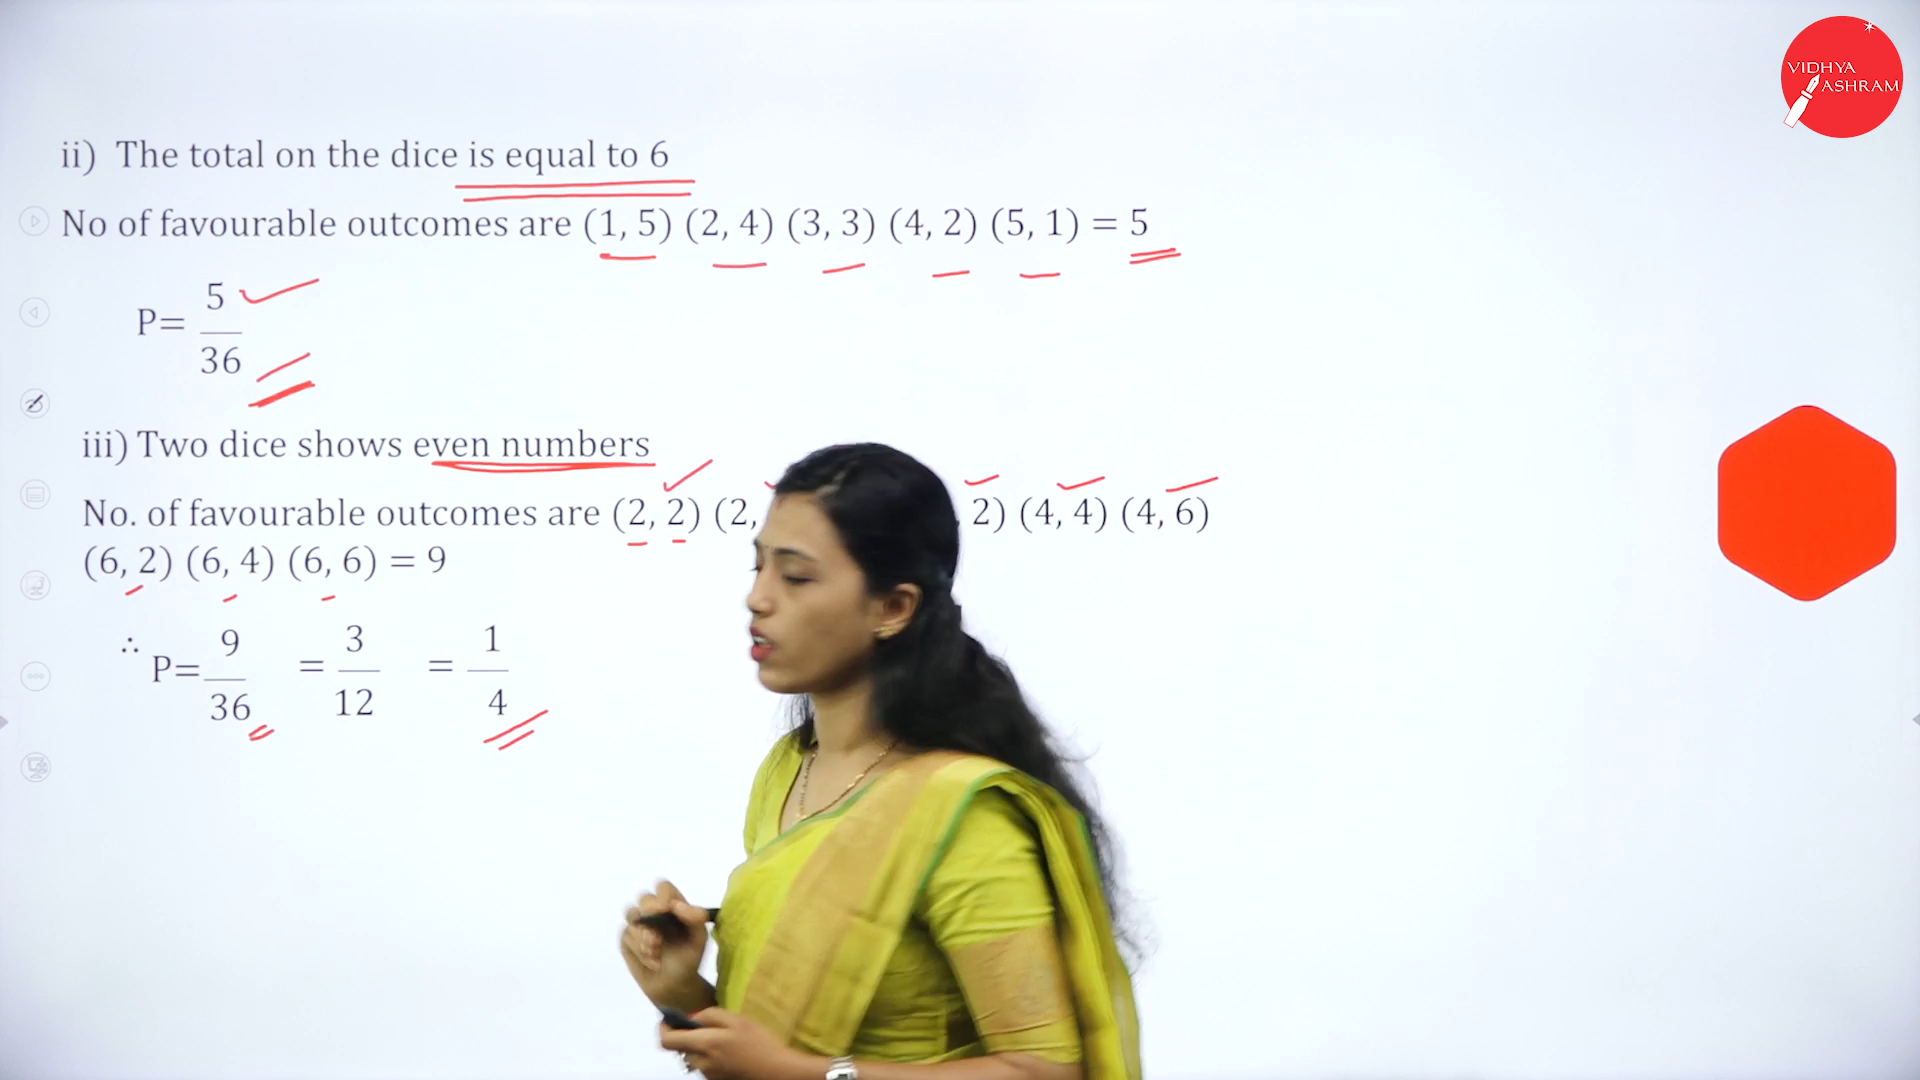 VIDHYA
ASHRAM
ii) The total on the dice is equal to 6
No of favourable outcomes are (1, 5) (2, 4) (3, 3) (4, 2) (5, 1) = 5
P= 5/36
iii) Two dice shows even numbers
No. of favourable outcomes are (2, 2) (2, 2) (4, 4) (4, 6)
(6, 2) (6, 4) (6, 6) = 9
∴ P= 9/36 = 3/12 = 1/4